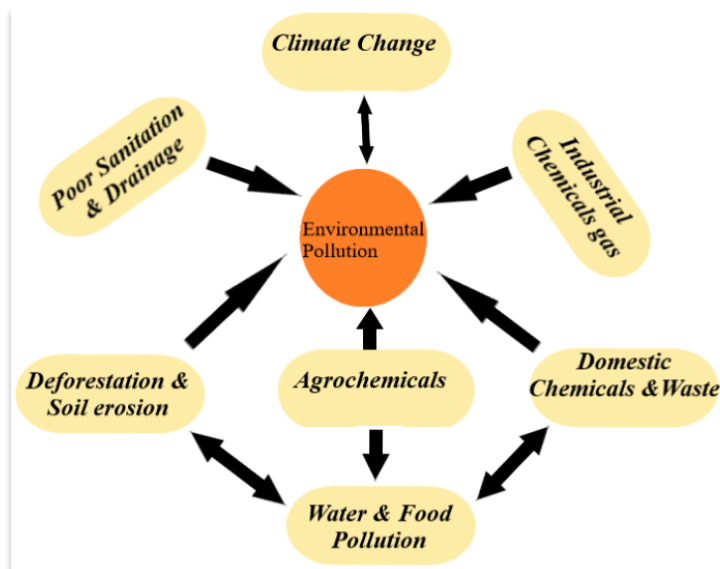 Climate Change
Poor Sanitation
& Drainage
Industrial
Chemicals gas
Environmental
Pollution
Deforestation &
Soil erosion
Agrochemicals
Domestic
Chemicals &Waste
Water & Food
Pollution